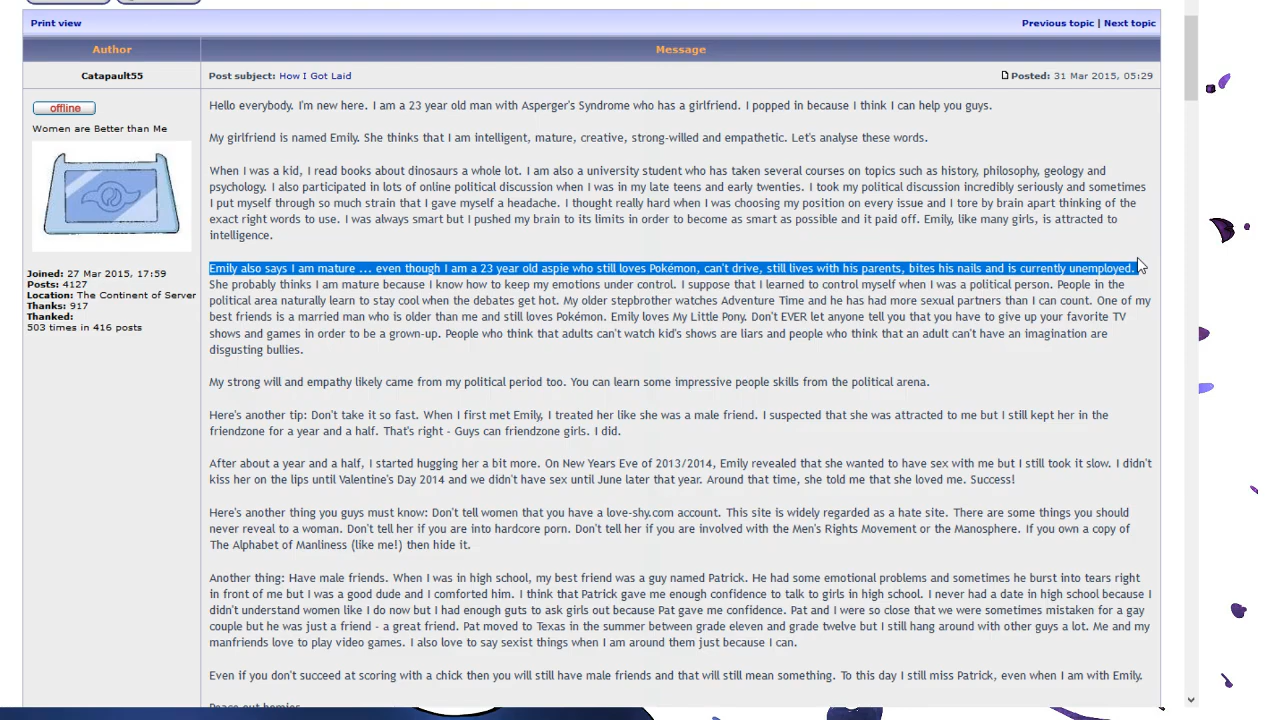 Print view
Previous topic | Next topic
Author
Message
Catapault55
Post subject: How I Got Laid
Posted: 31 Mar 2015, 05:29
offline
Women are Better than Me
Joined: 27 Mar 2015, 17:59
Posts: 4127
Location: The Continent of Server
Thanks: 917
Thanked:
503 times in 416 posts
Hello everybody. I'm new here. I am a 23 year old man with Asperger's Syndrome who has a girlfriend. I popped in because I think I can help you guys.
My girlfriend is named Emily. She thinks that I am intelligent, mature, creative, strong-willed and empathetic. Let's analyse these words.
When I was a kid, I read books about dinosaurs a whole lot. I am also a university student who has taken several courses on topics such as history, philosophy, geology and
psychology. I also participated in lots of online political discussion when I was in my late teens and early twenties. I took my political discussion incredibly seriously and sometimes
I put myself through so much strain that I gave myself a headache. I thought really hard when I was choosing my position on every issue and I tore by brain apart thinking of the
exact right words to use. I was always smart but I pushed my brain to its limits in order to become as smart as possible and it paid off. Emily, like many girls, is attracted to
intelligence.
Emily also says I am mature ... even though I am a 23 year old aspie who still loves Pokémon, can't drive, still lives with his parents, bites his nails and is currently unemployed.
She probably thinks I am mature because I know how to keep my emotions under control. I suppose that I learned to control myself when I was a political person. People in the
political area naturally learn to stay cool when the debates get hot. My older stepbrother watches Adventure Time and he has had more sexual partners than I can count. One of my
best friends is a married man who is older than me and still loves Pokémon. Emily loves My Little Pony. Don't EVER let anyone tell you that you have to give up your favorite TV
shows and games in order to be a grown-up. People who think that adults can't watch kid's shows are liars and people who think that an adult can't have an imagination are
disgusting bullies.
My strong will and empathy likely came from my political period too. You can learn some impressive people skills from the political arena.
Here's another tip: Don't take it so fast. When I first met Emily, I treated her like she was a male friend. I suspected that she was attracted to me but I still kept her in the
friendzone for a year and a half. That's right - Guys can friendzone girls. I did.
After about a year and a half, I started hugging her a bit more. On New Years Eve of 2013/2014, Emily revealed that she wanted to have sex with me but I still took it slow. I didn't
kiss her on the lips until Valentine's Day 2014 and we didn't have sex until June later that year. Around that time, she told me that she loved me. Success!
Here's another thing you guys must know: Don't tell women that you have a love-shy.com account. This site is widely regarded as a hate site. There are some things you should
never reveal to a woman. Don't tell her if you are into hardcore porn. Don't tell her if you are involved with the Men's Rights Movement or the Manosphere. If you own a copy of
The Alphabet of Manliness (like me!) then hide it.
Another thing: Have male friends. When I was in high school, my best friend was a guy named Patrick. He had some emotional problems and sometimes he burst into tears right
in front of me but I was a good dude and I comforted him. I think that Patrick gave me enough confidence to talk to girls in high school. I never had a date in high school because I
didn't understand women like I do now but I had enough guts to ask girls out because Pat gave me confidence. Pat and I were so close that we were sometimes mistaken for a gay
couple but he was just a friend - a great friend. Pat moved to Texas in the summer between grade eleven and grade twelve but I still hang around with other guys a lot. Me and my
manfriends love to play video games. I also love to say sexist things when I am around them just because I can.
Even if you don't succeed at scoring with a chick then you will still have male friends and that will still mean something. To this day I still miss Patrick, even when I am with Emily.
Peace out homies